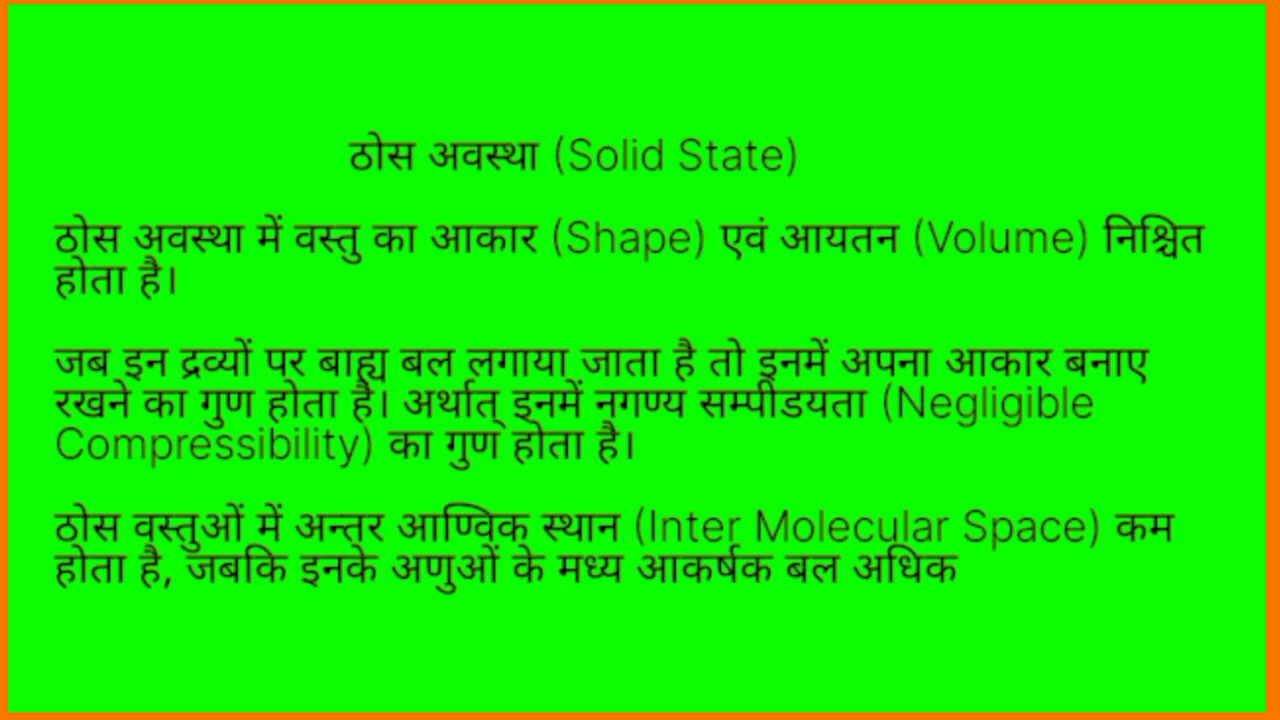 ठोस अवस्था (Solid State)
ठोस अवस्था में वस्तु का आकार (Shape) एवं आयतन (Volume) निश्चित
होता है।
जब इन द्रव्यों पर बाह्य बल लगाया जाता है तो इनमें अपना आकार बनाए
रखने का गुण होता है। अर्थात् इनमें नगण्य सम्पीडयता (Negligible
Compressibility) का गुण होता है।
ठोस वस्तुओं में अन्तर आण्विक स्थान (Inter Molecular Space) कम
होता है, जबकि इनके अणुओं के मध्य आकर्षक बल अधिक